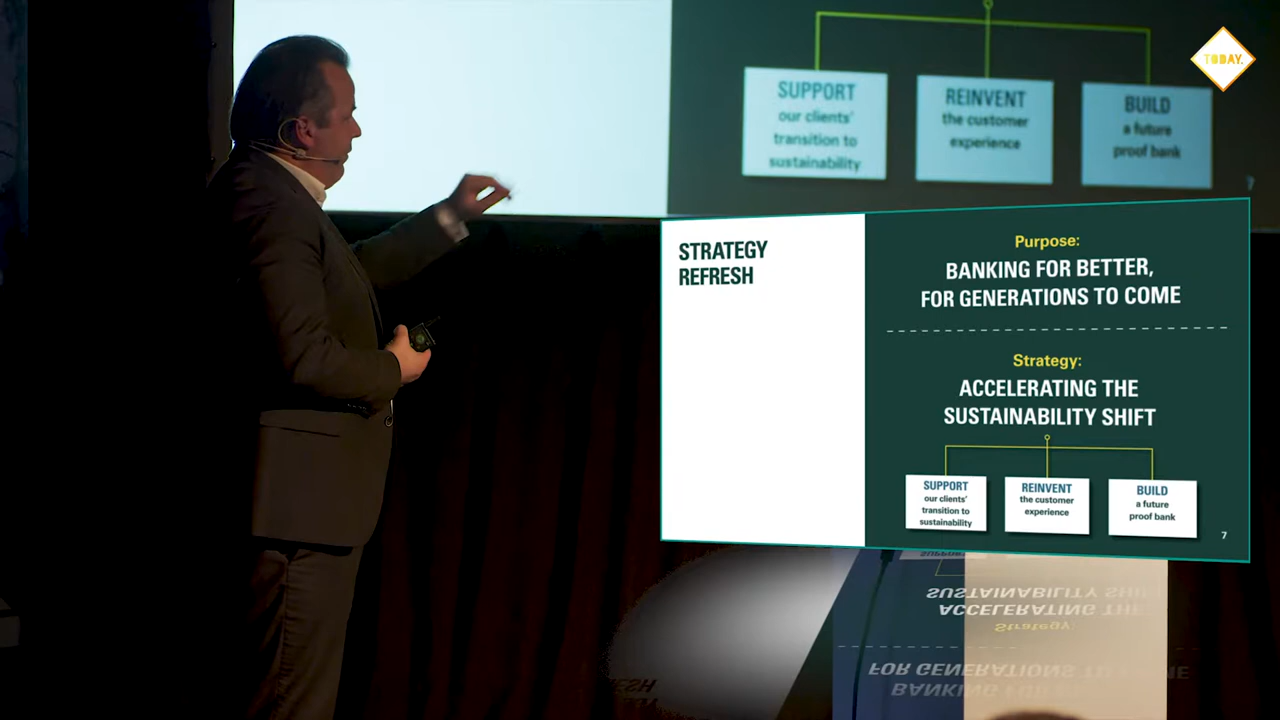 SUPPORT
our clients'
transition to
sustainability
REINVENT
the customer
experience
BUILD
a future
proof bank
7
TODAY.
STRATEGY
REFRESH
Purpose:
BANKING FOR BETTER,
FOR GENERATIONS TO COME
Strategy:
ACCELERATING THE
SUSTAINABILITY SHIFT
SUPPORT
our clients'
transition to
sustainability
REINVENT
the customer
experience
BUILD
a future
proof bank
7